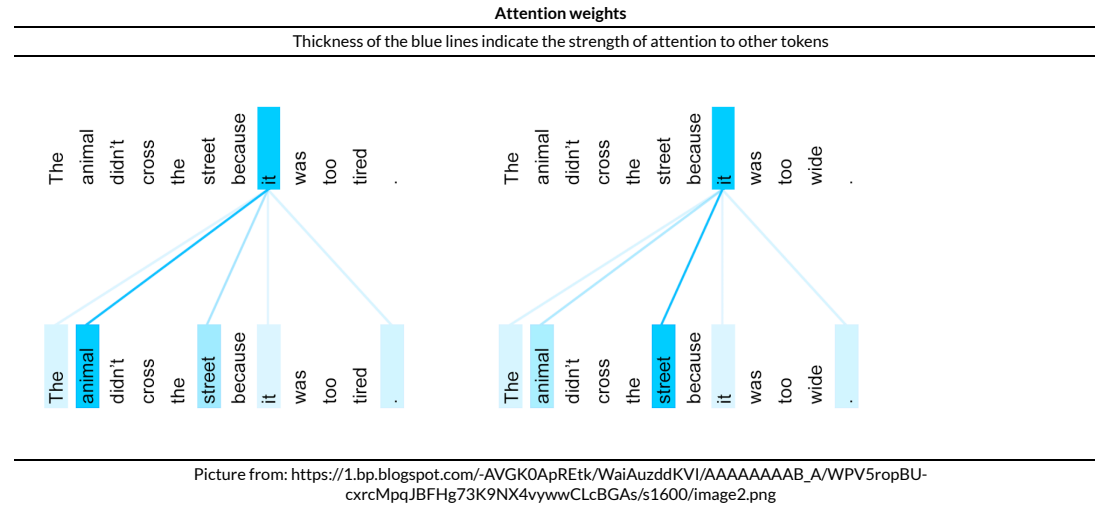 Attention weights
Thickness of the blue lines indicate the strength of attention to other tokens
The animal didn't cross the street because it was too tired .
The animal didn't cross the street because it was too wide .
The animal didn't cross the street because it was too tired .
The animal didn't cross the street because it was too wide .
Picture from: https://1.bp.blogspot.com/-AVGK0ApREtk/WaiAuzddKVI/AAAAAAAAB_A/WPV5ropBU-
cxrcMpqJBFHg73K9NX4vywwCLcBGAs/s1600/image2.png